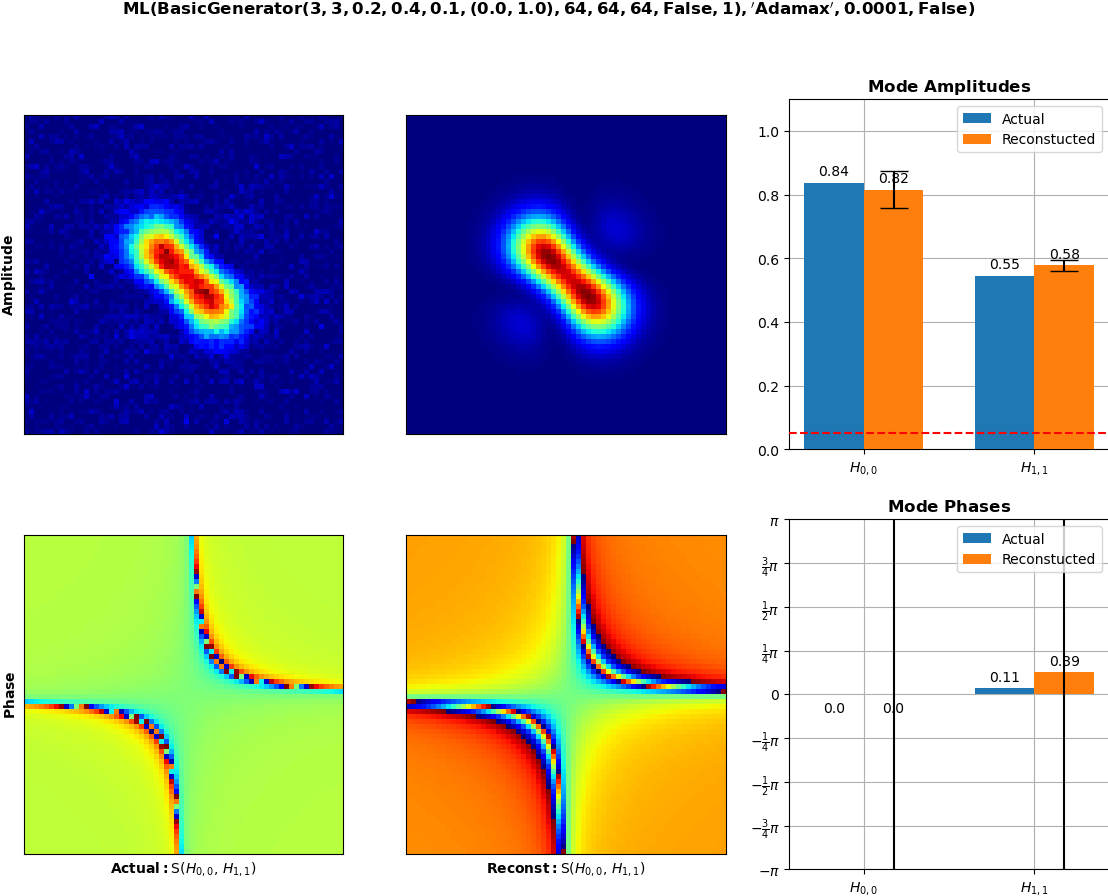 ML(BasicGenerator(3, 3, 0.2, 0.4, 0.1, (0.0, 1.0), 64, 64, 64, False, 1), ′Adamax′, 0.0001, False)
Amplitude
Mode Amplitudes
Actual
Reconstucted
1.0
0.8
0.6
0.4
0.2
0.0
0.84
0.82
0.55
0.58
H0,0
H1,1
Phase
Actual: S(H0,0, H1,1)
Reconst: S(H0,0, H1,1)
Mode Phases
Actual
Reconstucted
π
3/4π
1/2π
1/4π
0
−1/4π
−1/2π
−3/4π
−π
0.0
0.0
0.11
0.39
H0,0
H1,1